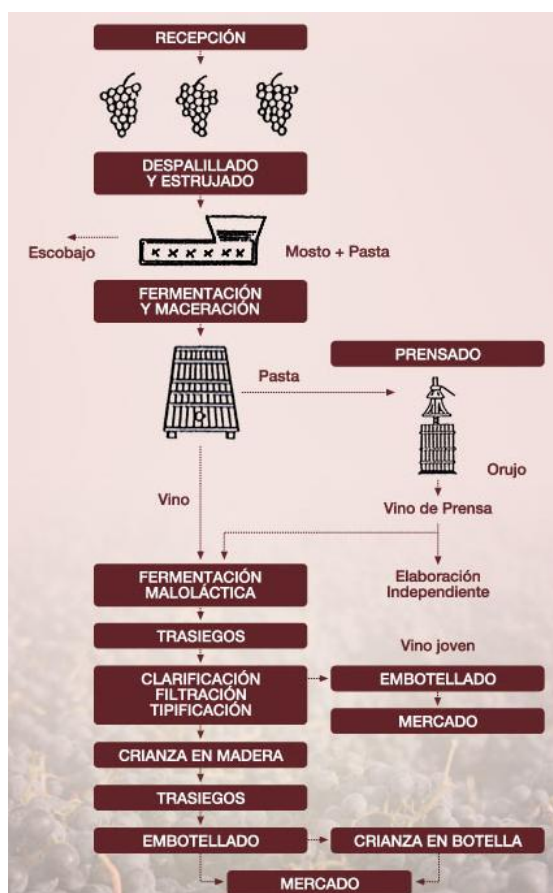 RECEPCIÓN
DESPALILLADO
Y ESTRUJADO
Escobajo
Mosto + Pasta
FERMENTACIÓN
Y MACERACIÓN
PRENSADO
Pasta
Orujo
Vino
Vino de Prensa
FERMENTACIÓN
MALOLÁCTICA
Elaboración
Independiente
TRASIEGOS
Vino joven
CLARIFICACIÓN
FILTRACIÓN
TIPIFICACIÓN
EMBOTELLADO
MERCADO
CRIANZA EN MADERA
TRASIEGOS
EMBOTELLADO
CRIANZA EN BOTELLA
MERCADO